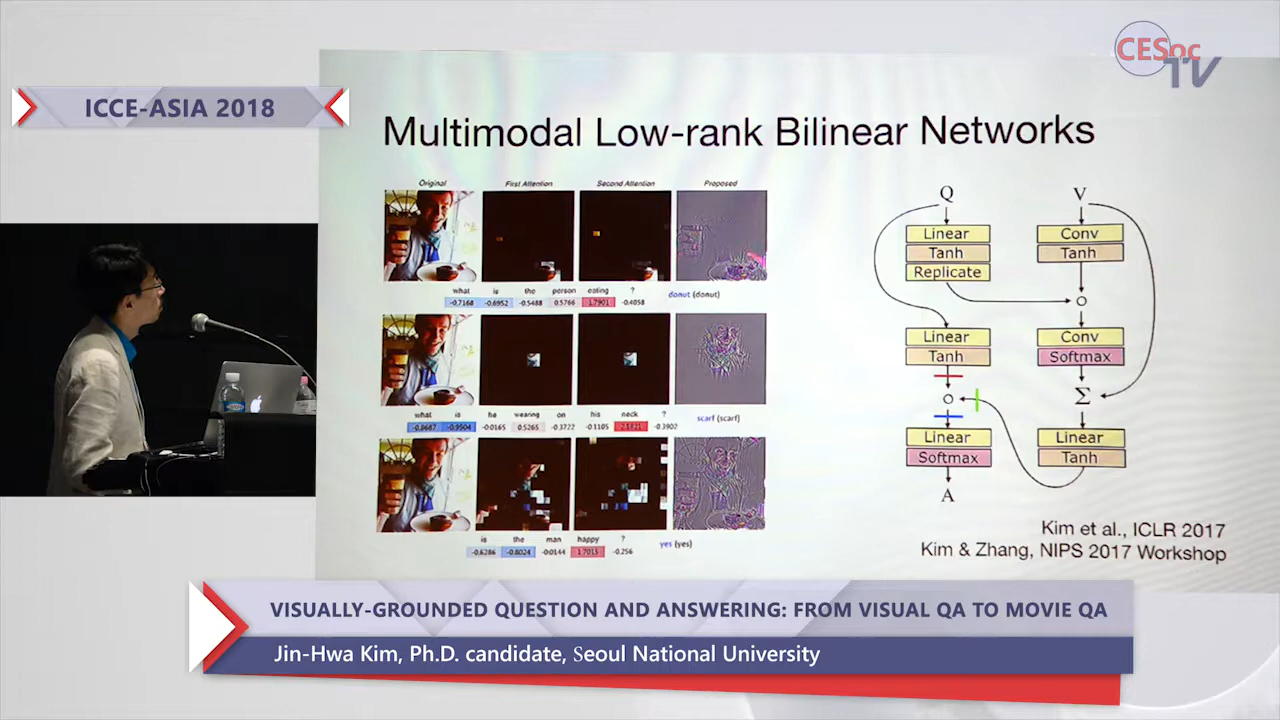 CESoc
TV
ICCE-ASIA 2018
Multimodal Low-rank Bilinear Networks
Original First Attention Second Attention Proposed
what is the person eating ? donut (donut)
-0.7168 -0.6952 -0.5488 0.5766 1.7901 -0.4058
what is he wearing on his neck ? scarf (scarf)
-0.8687 -0.9504 -0.0165 0.5265 -0.3722 -0.1105 -0.3902
is the man happy ? yes (yes)
-0.6286 -0.8024 -0.0144 1.7015 -0.256
Q V
Linear Conv
Tanh Tanh
Replicate
Linear Conv
Tanh Softmax
Σ
Linear Linear
Softmax Tanh
A
Kim et al., ICLR 2017
Kim & Zhang, NIPS 2017 Workshop
VISUALLY-GROUNDED QUESTION AND ANSWERING: FROM VISUAL QA TO MOVIE QA
Jin-Hwa Kim, Ph.D. candidate, Seoul National University